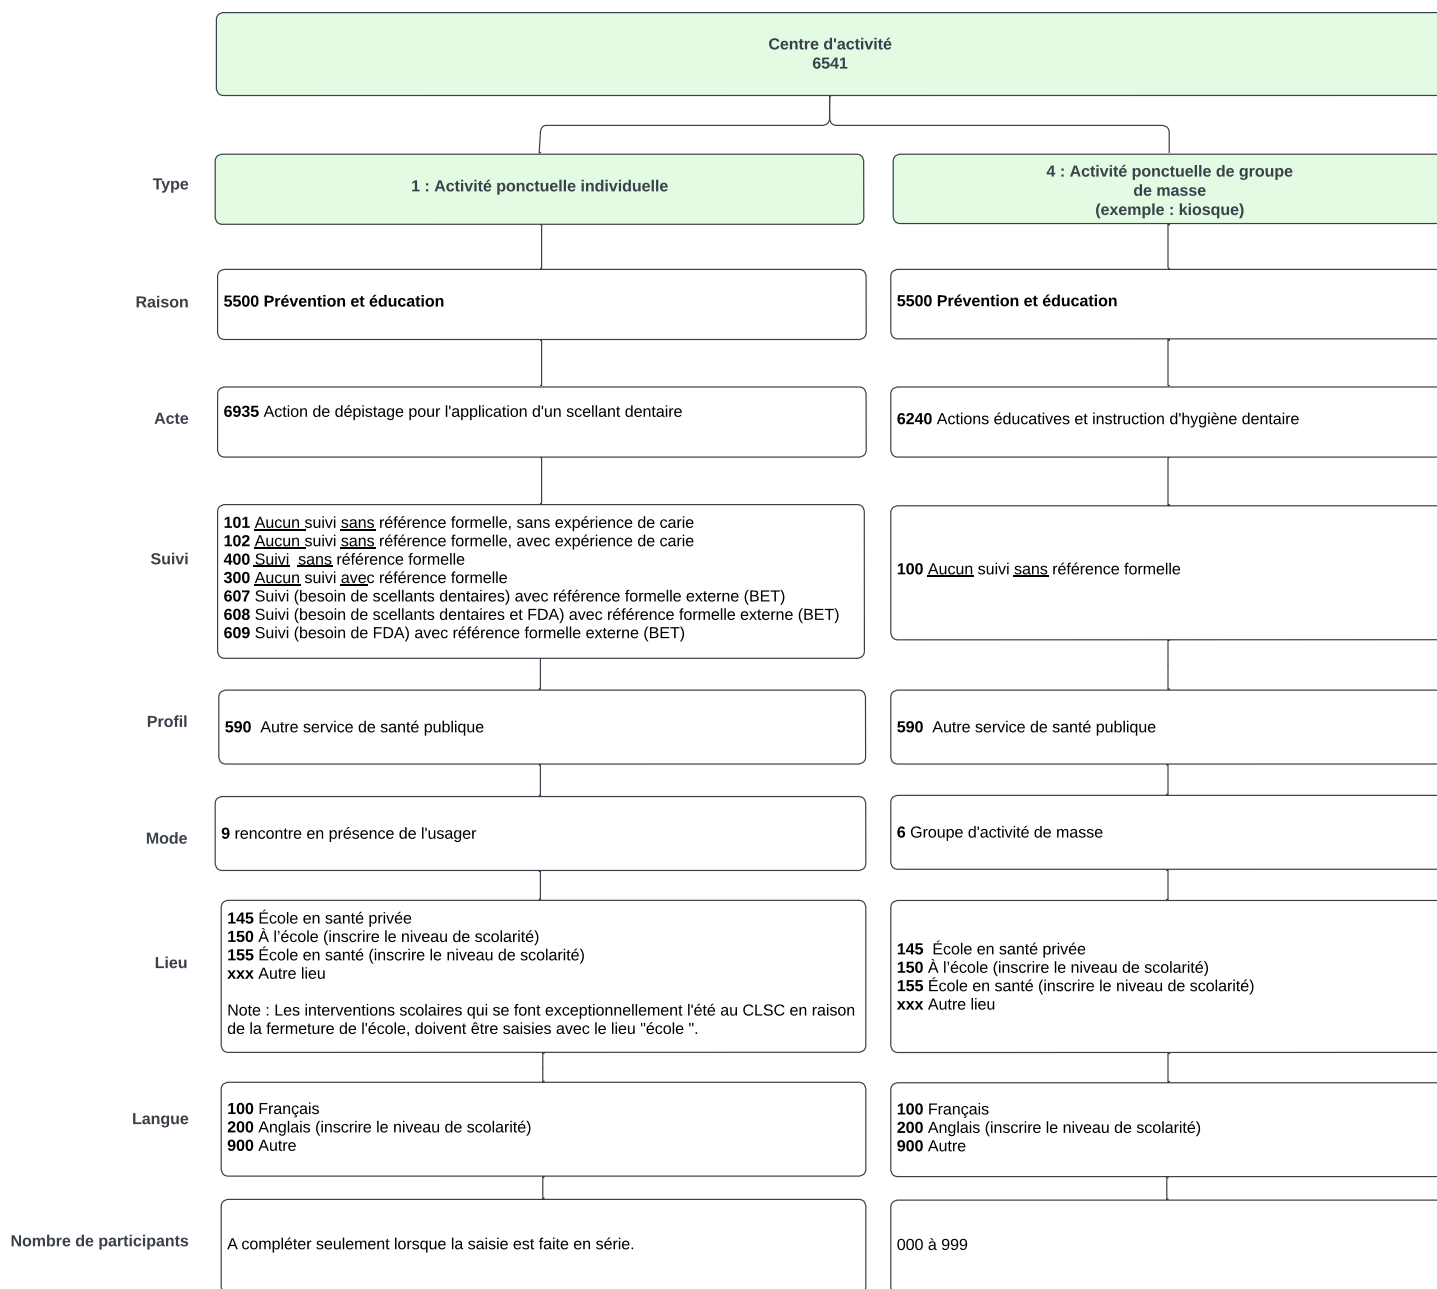 Centre d'activité
6541
Type
1 : Activité ponctuelle individuelle
4 : Activité ponctuelle de groupe
de masse
(exemple : kiosque)
Raison
5500 Prévention et éducation
5500 Prévention et éducation
Acte
6935 Action de dépistage pour l'application d'un scellant dentaire
6240 Actions éducatives et instruction d'hygiène dentaire
Suivi
101 Aucun suivi sans référence formelle, sans expérience de carie
102 Aucun suivi sans référence formelle, avec expérience de carie
400 Suivi  sans référence formelle
300 Aucun suivi avec référence formelle
607 Suivi (besoin de scellants dentaires) avec référence formelle externe (BET)
608 Suivi (besoin de scellants dentaires et FDA) avec référence formelle externe (BET)
609 Suivi (besoin de FDA) avec référence formelle externe (BET)
100 Aucun suivi sans référence formelle
Profil
590  Autre service de santé publique
590  Autre service de santé publique
Mode
9 rencontre en présence de l'usager
6 Groupe d'activité de masse
Lieu
145 École en santé privée
150 À l’école (inscrire le niveau de scolarité)
155 École en santé (inscrire le niveau de scolarité)
xxx Autre lieu
Note : Les interventions scolaires qui se font exceptionnellement l'été au CLSC en raison
de la fermeture de l'école, doivent être saisies avec le lieu "école ".
145  École en santé privée
150 À l’école (inscrire le niveau de scolarité)
155 École en santé (inscrire le niveau de scolarité)
xxx Autre lieu
Langue
100 Français
200 Anglais (inscrire le niveau de scolarité)
900 Autre
100 Français
200 Anglais (inscrire le niveau de scolarité)
900 Autre
Nombre de participants
A compléter seulement lorsque la saisie est faite en série.
000 à 999